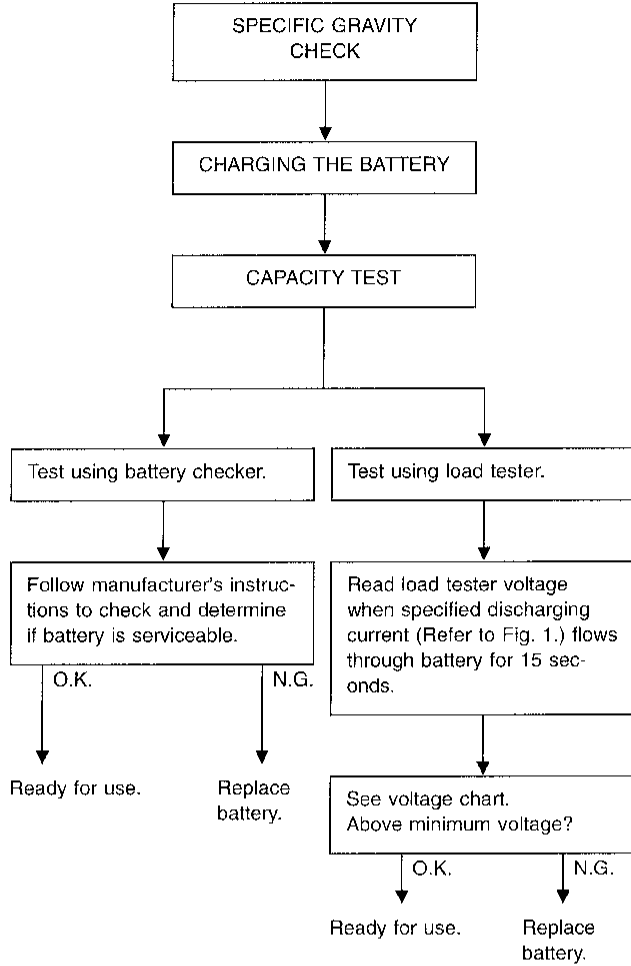 SPECIFIC GRAVITY
CHECK
CHARGING THE BATTERY
CAPACITY TEST
Test using battery checker.
Test using load tester.
Follow manufacturer's instruc-
tions to check and determine
if battery is serviceable.
Read load tester voltage
when specified discharging
current (Refer to Fig. 1.) flows
through battery for 15 sec-
onds.
O.K.
N.G.
Ready for use.
Replace
battery.
See voltage chart.
Above minimum voltage?
O.K.
N.G.
Ready for use.
Replace
battery.